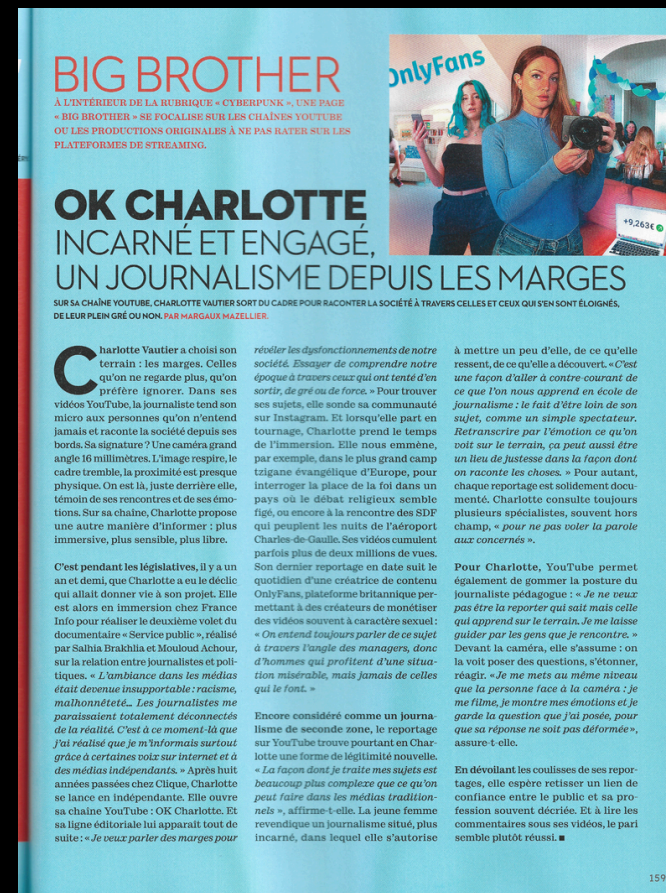 BIG BROTHER
À L'INTÉRIEUR DE LA RUBRIQUE « CYBERPUNK », UNE PAGE
« BIG BROTHER » SE FOCALISE SUR LES CHAÎNES YOUTUBE
OU LES PRODUCTIONS ORIGINALES À NE PAS RATER SUR LES
PLATEFORMES DE STREAMING.
OnlyFans
+9,263€
OK CHARLOTTE
INCARNÉ ET ENGAGÉ,
UN JOURNALISME DEPUIS LES MARGES
SUR SA CHAÎNE YOUTUBE, CHARLOTTE VAUTIER SORT DU CADRE POUR RACONTER LA SOCIÉTÉ À TRAVERS CELLES ET CEUX QUI S'EN SONT ÉLOIGNÉS,
DE LEUR PLEIN GRÉ OU NON. PAR MARGAUX MAZELLIER.
Charlotte Vautier a choisi son
terrain : les marges. Celles
qu'on ne regarde plus, qu'on
préfère ignorer. Dans ses
vidéos YouTube, la journaliste tend son
micro aux personnes qu'on n'entend
jamais et raconte la société depuis ses
bords. Sa signature ? Une caméra grand
angle 16 millimètres. L'image respire, le
cadre tremble, la proximité est presque
physique. On est là, juste derrière elle,
témoin de ses rencontres et de ses émo-
tions. Sur sa chaîne, Charlotte propose
une autre manière d'informer : plus
immersive, plus sensible, plus libre.
C'est pendant les législatives, il y a un
an et demi, que Charlotte a eu le déclic
qui allait donner vie à son projet. Elle
est alors en immersion chez France
Info pour réaliser le deuxième volet du
documentaire « Service public », réalisé
par Salhia Brakhlia et Mouloud Achour,
sur la relation entre journalistes et poli-
tiques. « L'ambiance dans les médias
était devenue insupportable : racisme,
malhonnêteté... Les journalistes me
paraissaient totalement déconnectés
de la réalité. C'est à ce moment-là que
j'ai réalisé que je m'informais surtout
grâce à certaines voix sur internet et à
des médias indépendants. » Après huit
années passées chez Clique, Charlotte
se lance en indépendante. Elle ouvre
sa chaîne YouTube : OK Charlotte. Et
sa ligne éditoriale lui apparaît tout de
suite : « Je veux parler des marges pour
révéler les dysfonctionnements de notre
société. Essayer de comprendre notre
époque à travers ceux qui ont tenté d'en
sortir, de gré ou de force. » Pour trouver
ses sujets, elle sonde sa communauté
sur Instagram. Et lorsqu'elle part en
tournage, Charlotte prend le temps
de l'immersion. Elle nous emmène,
par exemple, dans le plus grand camp
tzigane évangélique d'Europe, pour
interroger la place de la foi dans un
pays où le débat religieux semble
figé, ou encore à la rencontre des SDF
qui peuplent les nuits de l'aéroport
Charles-de-Gaulle. Ses vidéos cumulent
parfois plus de deux millions de vues.
Son dernier reportage en date suit le
quotidien d'une créatrice de contenu
OnlyFans, plateforme britannique per-
mettant à des créateurs de monétiser
des vidéos souvent à caractère sexuel :
« On entend toujours parler de ce sujet
à travers l'angle des managers, donc
d'hommes qui profitent d'une situa-
tion misérable, mais jamais de celles
qui le font. »
Encore considéré comme un journa-
lisme de seconde zone, le reportage
sur YouTube trouve pourtant en Char-
lotte une forme de légitimité nouvelle.
« La façon dont je traite mes sujets est
beaucoup plus complexe que ce qu'on
peut faire dans les médias tradition-
nels », affirme-t-elle. La jeune femme
revendique un journalisme situé, plus
incarné, dans lequel elle s'autorise
à mettre un peu d'elle, de ce qu'elle
ressent, de ce qu'elle a découvert. « C'est
une façon d'aller à contre-courant de
ce que l'on nous apprend en école de
journalisme : le fait d'être loin de son
sujet, comme un simple spectateur.
Retranscrire par l'émotion ce qu'on
voit sur le terrain, ça peut aussi être
un lieu de justesse dans la façon dont
on raconte les choses. » Pour autant,
chaque reportage est solidement docu-
menté. Charlotte consulte toujours
plusieurs spécialistes, souvent hors
champ, « pour ne pas voler la parole
aux concernés ».
Pour Charlotte, YouTube permet
également de gommer la posture du
journaliste pédagogue : « Je ne veux
pas être la reporter qui sait mais celle
qui apprend sur le terrain. Je me laisse
guider par les gens que je rencontre. »
Devant la caméra, elle s'assume : on
la voit poser des questions, s'étonner,
réagir. « Je me mets au même niveau
que la personne face à la caméra : je
me filme, je montre mes émotions et je
garde la question que j'ai posée, pour
que sa réponse ne soit pas déformée »,
assure-t-elle.
En dévoilant les coulisses de ses repor-
tages, elle espère retisser un lien de
confiance entre le public et sa pro-
fession souvent décriée. Et à lire les
commentaires sous ses vidéos, le pari
semble plutôt réussi. ■
159